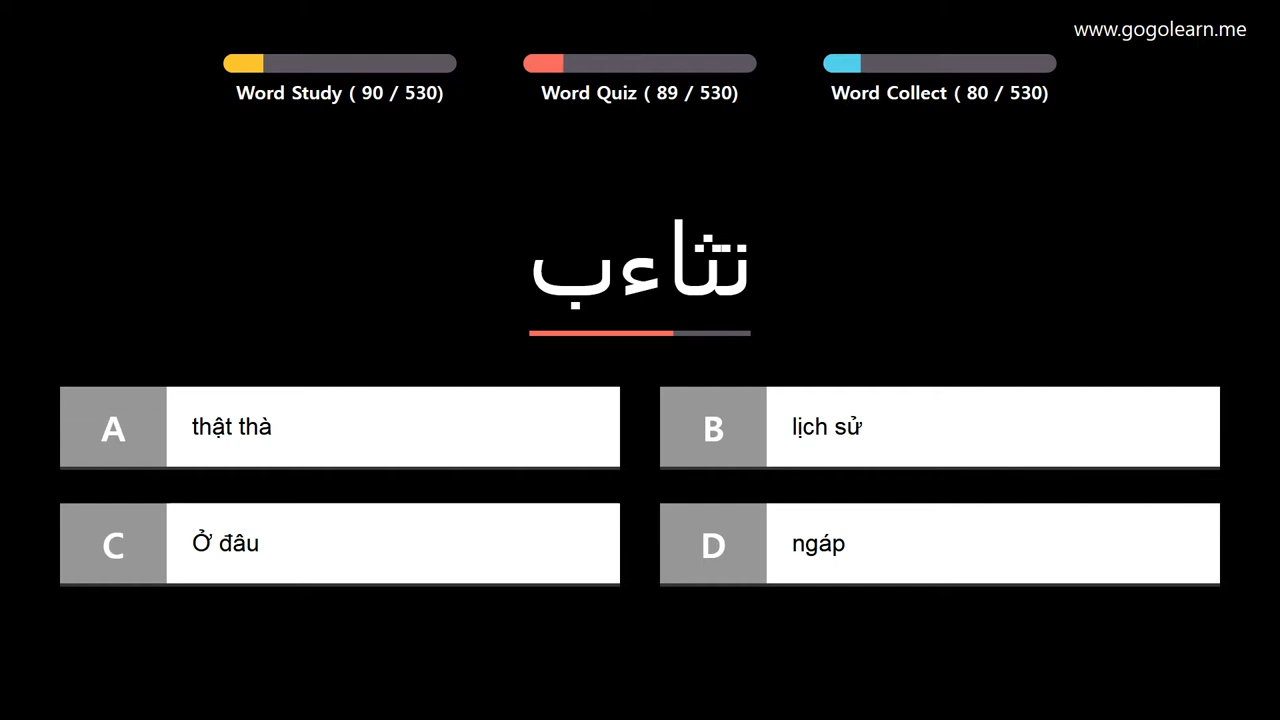 www.gogolearn.me
Word Study ( 90 / 530)
Word Quiz ( 89 / 530)
Word Collect ( 80 / 530)
تثاءب
A thật thà
B lịch sử
C Ở đâu
D ngáp